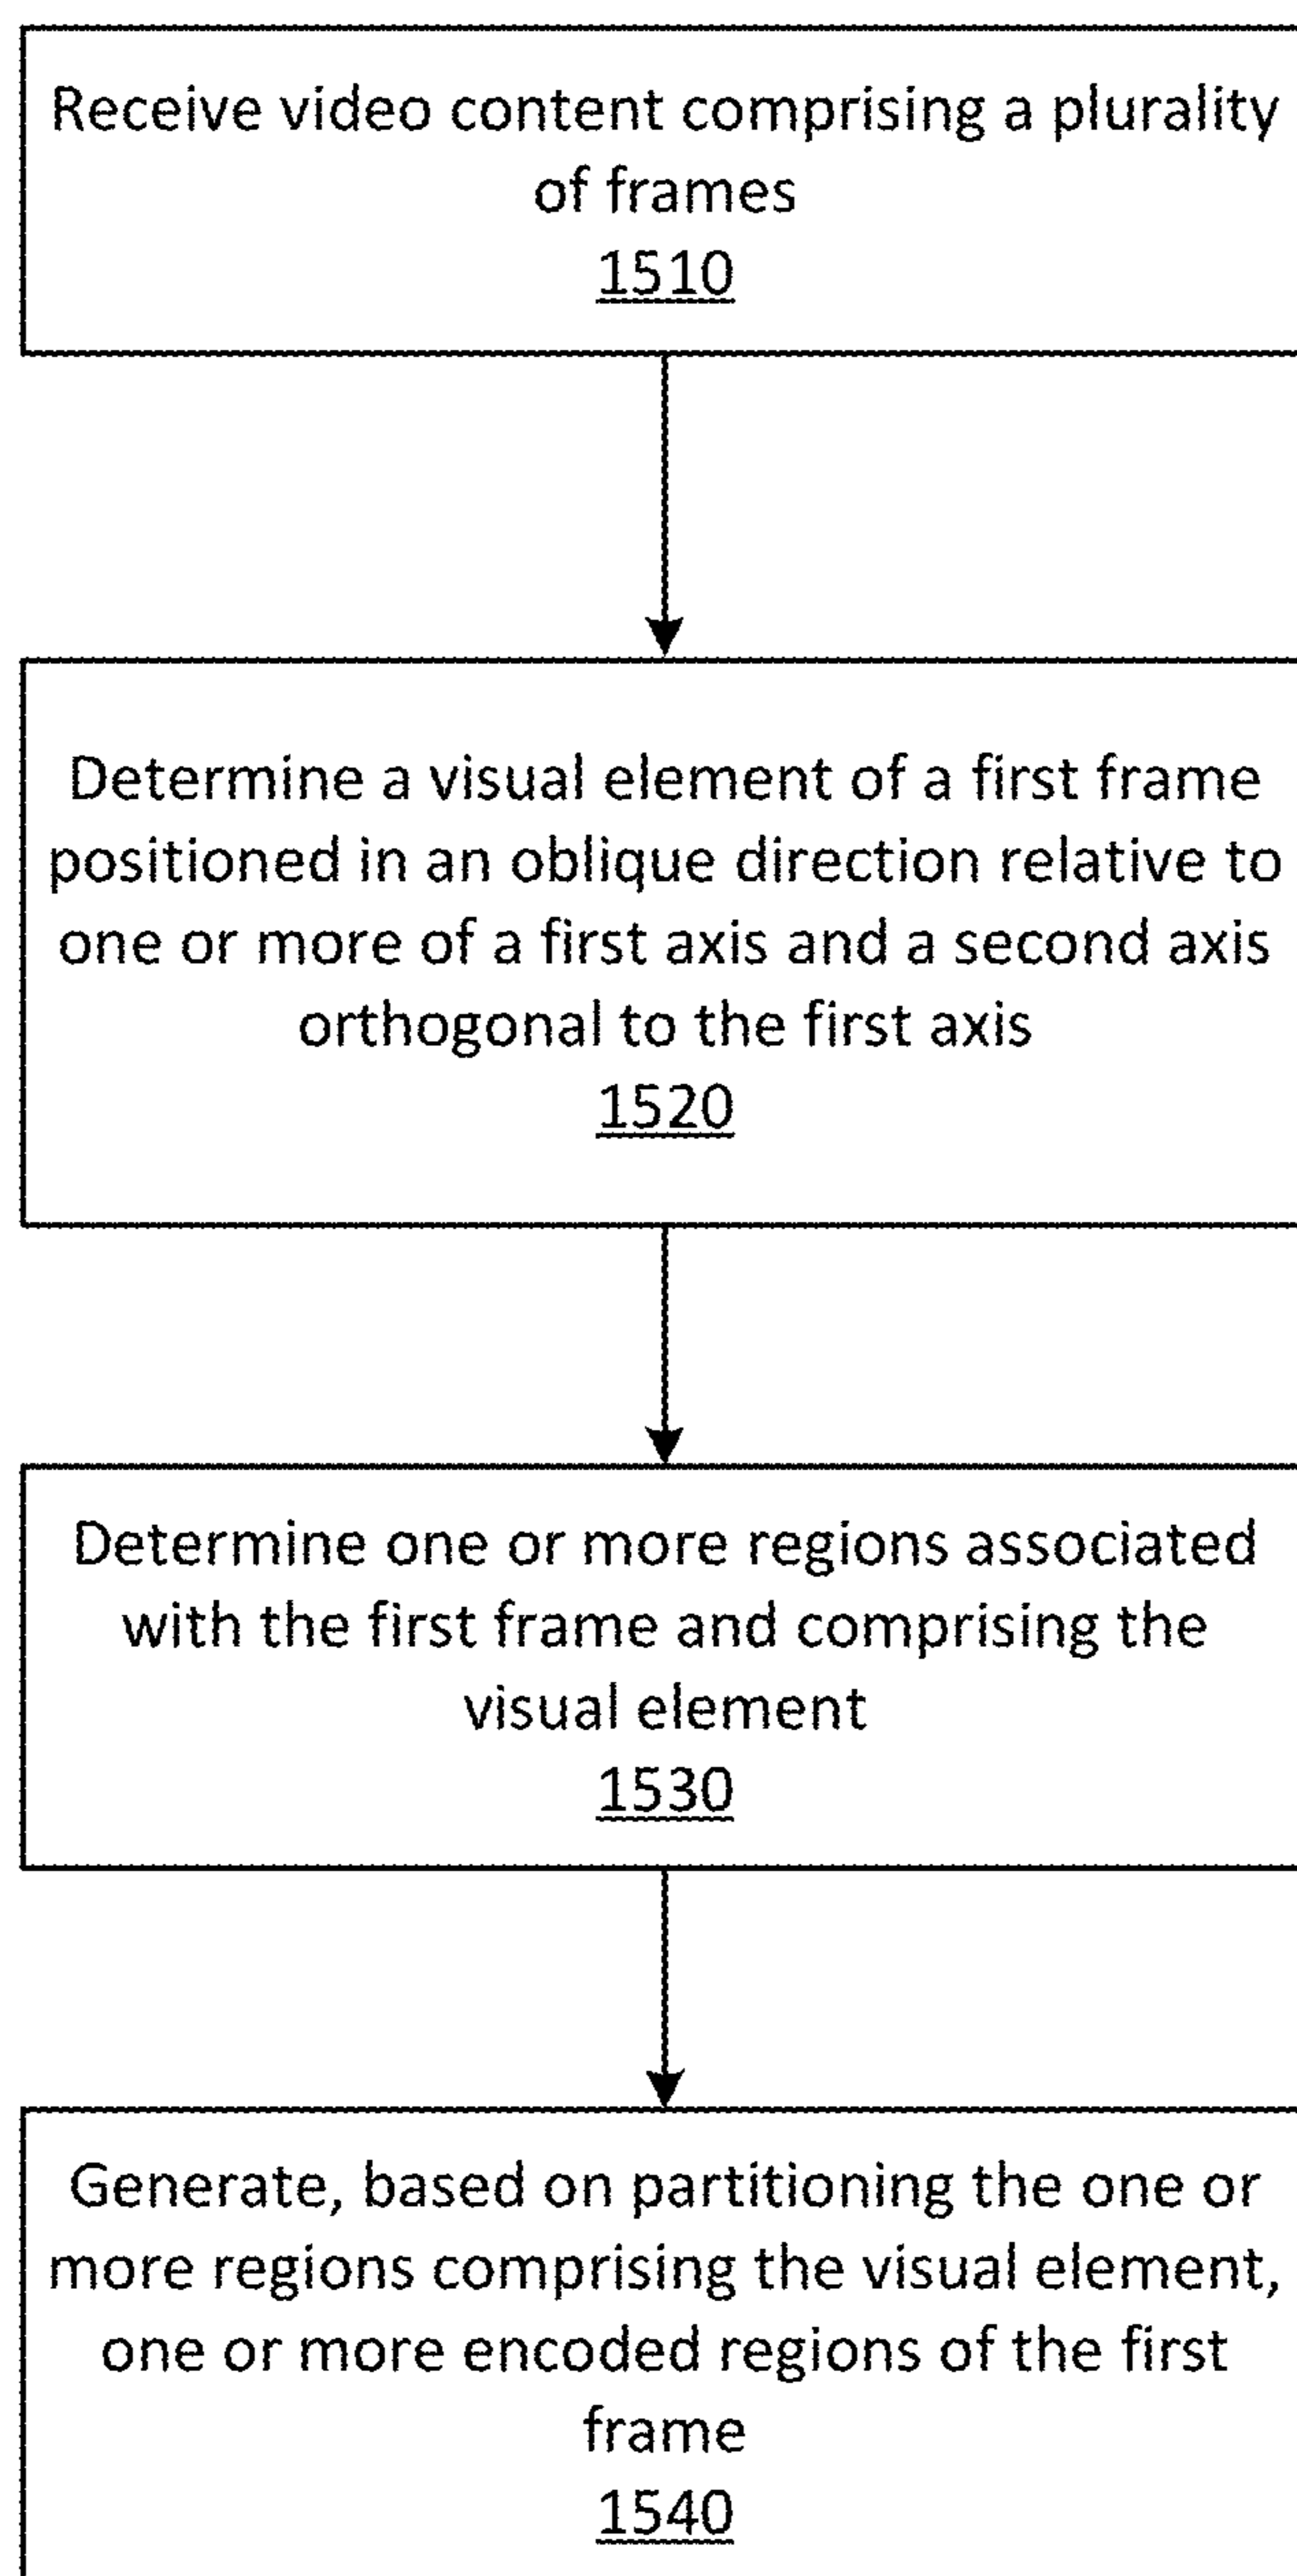 Receive video content comprising a plurality
of frames
1510
Determine a visual element of a first frame
positioned in an oblique direction relative to
one or more of a first axis and a second axis
orthogonal to the first axis
1520
Determine one or more regions associated
with the first frame and comprising the
visual element
1530
Generate, based on partitioning the one or
more regions comprising the visual element,
one or more encoded regions of the first
frame
1540